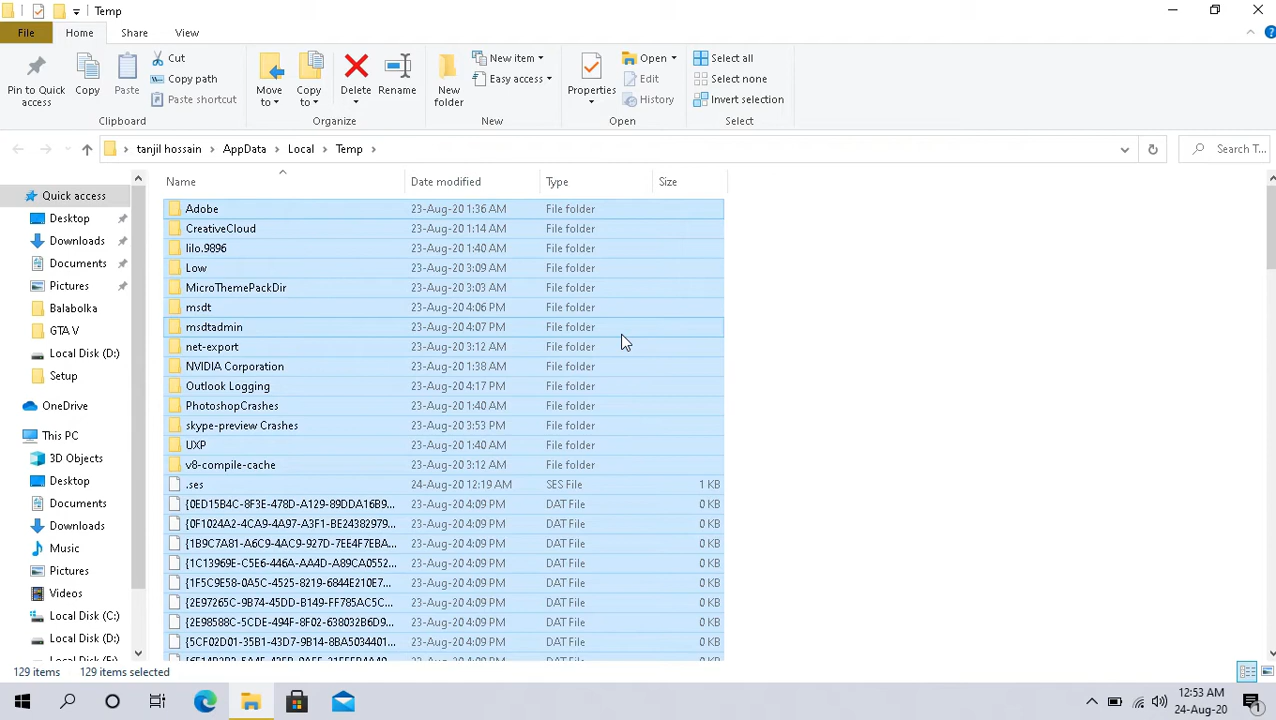 Temp
File Home Share View
Pin to Quick access
Copy
Paste
Cut
Copy path
Paste shortcut
Clipboard
Move to
Copy to
Delete
Rename
Organize
New folder
New item
Easy access
New
Properties
Open
Edit
History
Open
Select all
Select none
Invert selection
Select
tanjil hossain > AppData > Local > Temp >
Search T...
Quick access
Desktop
Downloads
Documents
Pictures
Balabolka
GTA V
Local Disk (D:)
Setup
OneDrive
This PC
3D Objects
Desktop
Documents
Downloads
Music
Pictures
Videos
Local Disk (C:)
Local Disk (D:)
Name Date modified Type Size
Adobe 23-Aug-20 1:36 AM File folder
CreativeCloud 23-Aug-20 1:14 AM File folder
lilo.9896 23-Aug-20 1:40 AM File folder
Low 23-Aug-20 3:09 AM File folder
MicroThemePackDir 23-Aug-20 3:03 AM File folder
msdt 23-Aug-20 4:06 PM File folder
msdtadmin 23-Aug-20 4:07 PM File folder
net-export 23-Aug-20 3:12 AM File folder
NVIDIA Corporation 23-Aug-20 1:38 AM File folder
Outlook Logging 23-Aug-20 4:17 PM File folder
PhotoshopCrashes 23-Aug-20 1:40 AM File folder
skype-preview Crashes 23-Aug-20 3:53 PM File folder
UXP 23-Aug-20 1:40 AM File folder
v8-compile-cache 23-Aug-20 3:12 AM File folder
.ses 24-Aug-20 12:19 AM SES File 1 KB
{0ED15B4C-8F3E-478D-A129-89DDA16B9... 23-Aug-20 4:09 PM DAT File 0 KB
{0F1024A2-4CA9-4A97-A3F1-BE24382979... 23-Aug-20 4:09 PM DAT File 0 KB
{1B9C7A81-A6C9-4AC9-927D-7EE4F7EBA... 23-Aug-20 4:09 PM DAT File 0 KB
{1C13969E-C5E6-446A-AA4D-A89CA0552... 23-Aug-20 4:09 PM DAT File 0 KB
{1F5C9E58-0A5C-4525-8219-6844E210E7... 23-Aug-20 4:09 PM DAT File 0 KB
{2E97265C-9B74-45DD-B149-FF785AC5C... 23-Aug-20 4:09 PM DAT File 0 KB
{2E98588C-5CDE-494F-8F02-638032B6D9... 23-Aug-20 4:09 PM DAT File 0 KB
{5CF02D01-35B1-43D7-9B14-8BA5034401... 23-Aug-20 4:09 PM DAT File 0 KB
129 items 129 items selected
12:53 AM
24-Aug-20
1